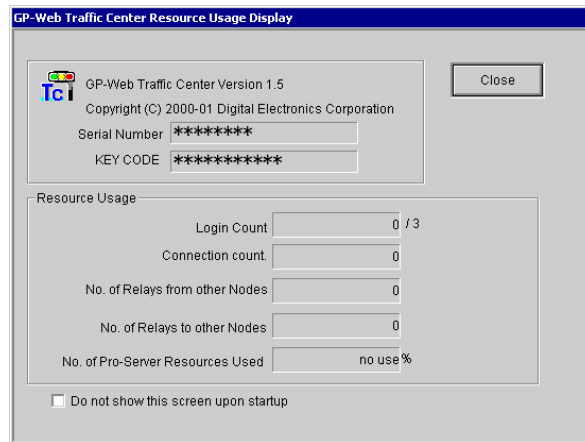 GP-Web Traffic Center Resource Usage Display
Tc
GP-Web Traffic Center Version 1.5
Close
Copyright (C) 2000-01 Digital Electronics Corporation
Serial Number ********
KEY CODE ***********
Resource Usage
Login Count 0 / 3
Connection count. 0
No. of Relays from other Nodes 0
No. of Relays to other Nodes 0
No. of Pro-Server Resources Used no use %
Do not show this screen upon startup